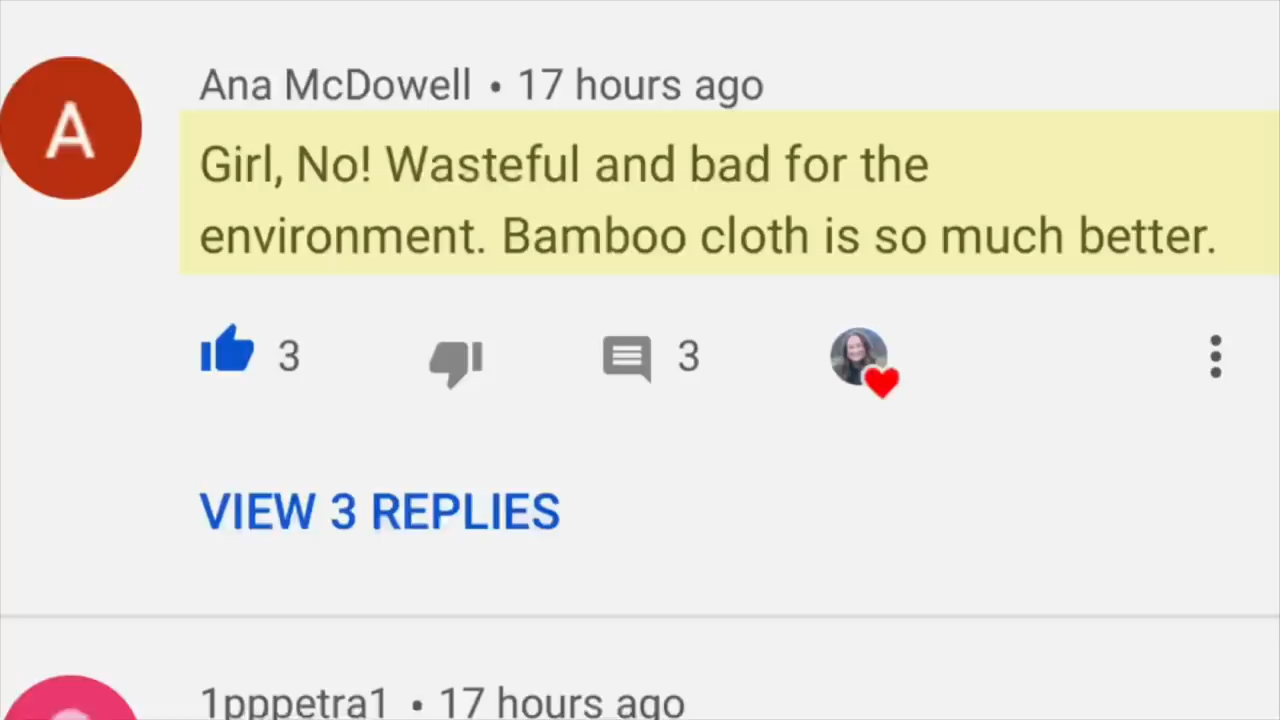 A
Ana McDowell • 17 hours ago
Girl, No! Wasteful and bad for the
environment. Bamboo cloth is so much better.
3
3
VIEW 3 REPLIES
1pppetra1 • 17 hours ago